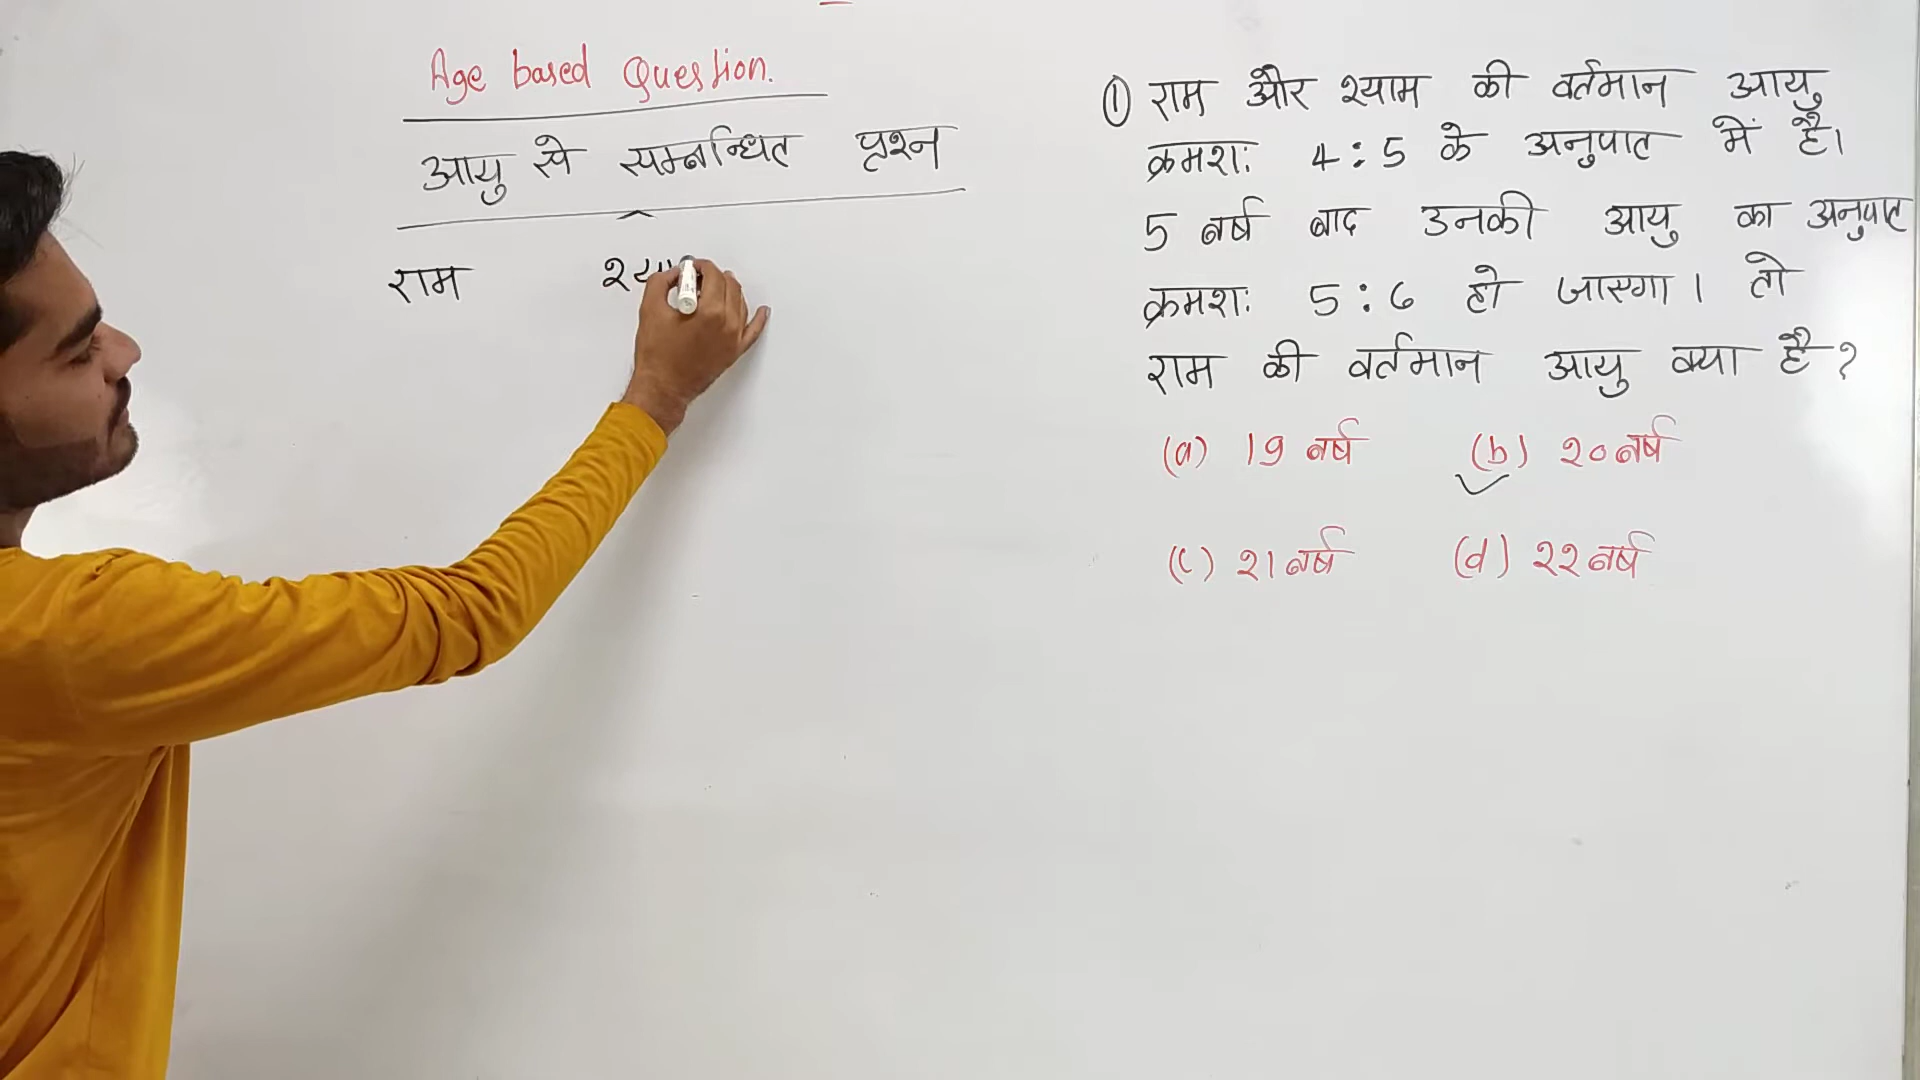 Age based Question.
आयु से सम्बन्धित प्रश्न
राम
① राम और श्याम की वर्तमान आयु
क्रमशः 4:5 के अनुपात में है।
5 वर्ष बाद उनकी आयु का अनुपात
क्रमशः 5:6 हो जाएगा। तो
राम की वर्तमान आयु क्या है?
(a) 19 वर्ष (b) 20 वर्ष
(c) 21 वर्ष (d) 22 वर्ष